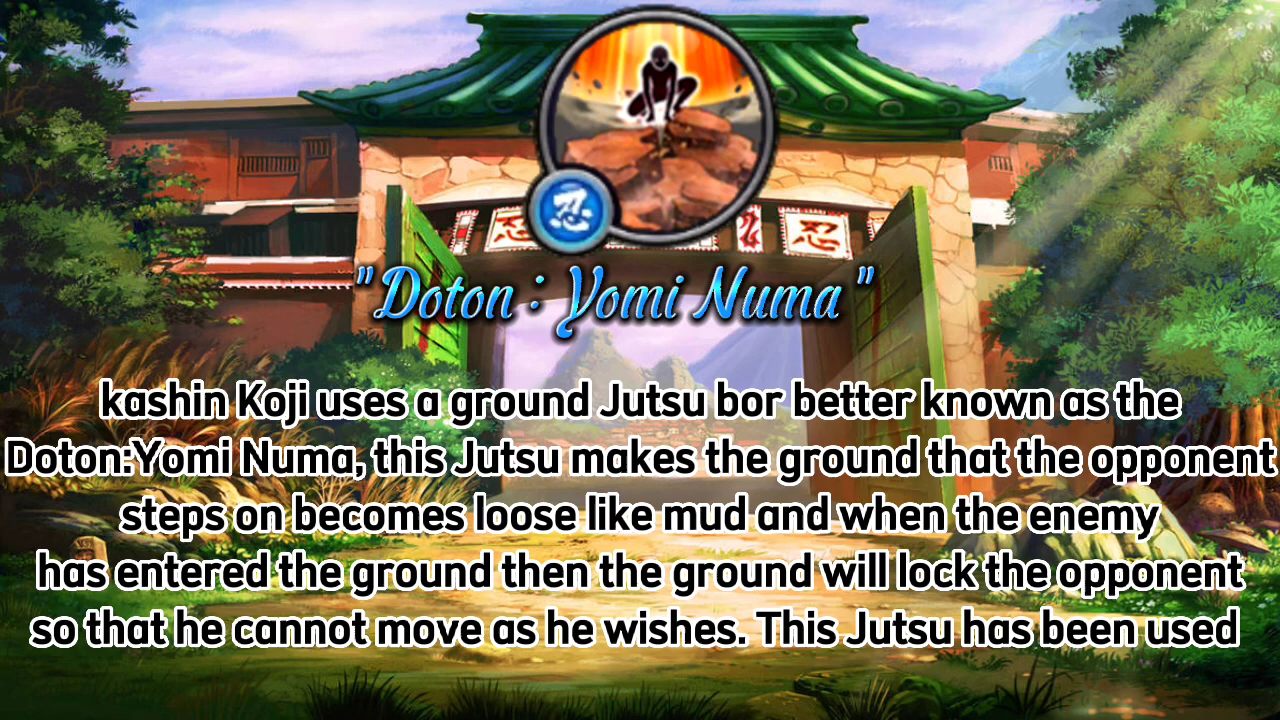 忍
忍
忍
"Doton : Yomi Numa "
kashin Koji uses a ground Jutsu bor better known as the
Doton:Yomi Numa, this Jutsu makes the ground that the opponent
steps on becomes loose like mud and when the enemy
has entered the ground then the ground will lock the opponent
so that he cannot move as he wishes. This Jutsu has been used